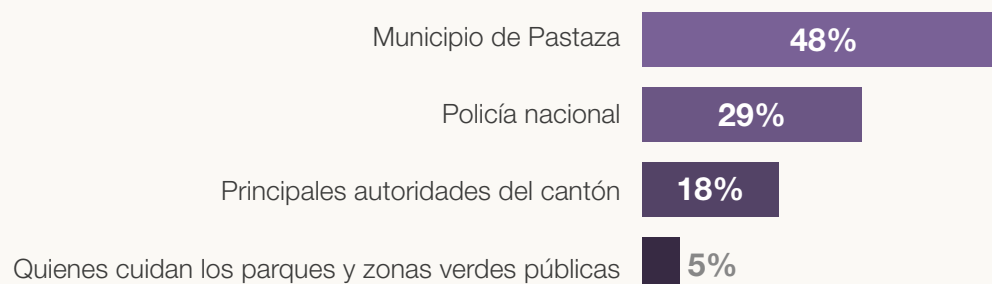 Municipio de Pastaza 48%
Policía nacional 29%
Principales autoridades del cantón 18%
Quienes cuidan los parques y zonas verdes públicas 5%